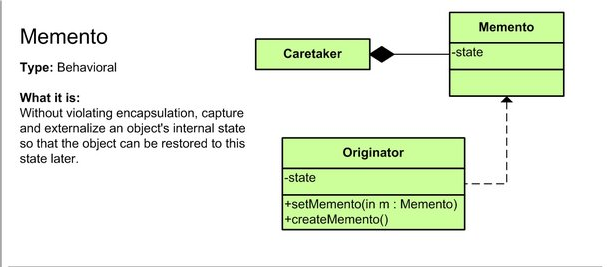 Memento
Type: Behavioral
What it is:
Without violating encapsulation, capture
and externalize an object's internal state
so that the object can be restored to this
state later.
Caretaker
Memento
-state
Originator
-state
+setMemento(in m : Memento)
+createMemento()